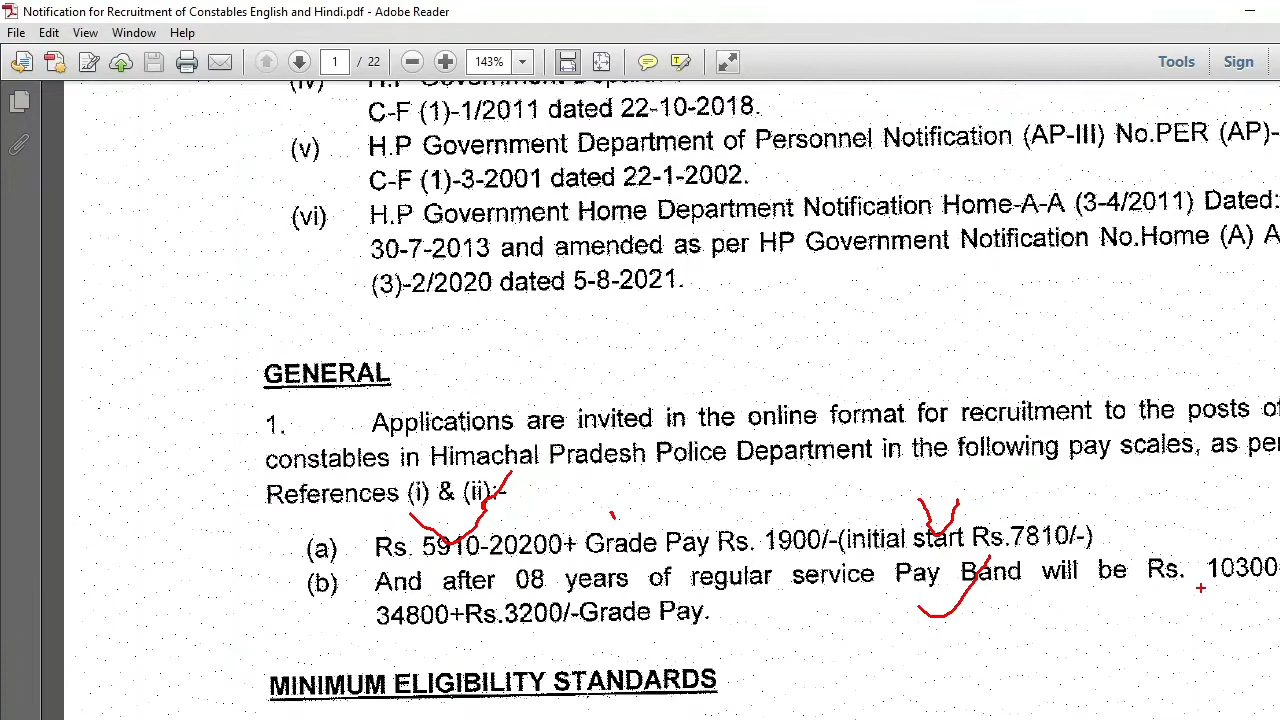 Notification for Recruitment of Constables English and Hindi.pdf - Adobe Reader
File Edit View Window Help
1 / 22 143% Tools Sign
C-F (1)-1/2011 dated 22-10-2018.
(v) H.P Government Department of Personnel Notification (AP-III) No.PER (AP)-
C-F (1)-3-2001 dated 22-1-2002.
(vi) H.P Government Home Department Notification Home-A-A (3-4/2011) Dated:
30-7-2013 and amended as per HP Government Notification No.Home (A) A
(3)-2/2020 dated 5-8-2021.
GENERAL
1. Applications are invited in the online format for recruitment to the posts of
constables in Himachal Pradesh Police Department in the following pay scales, as per
References (i) & (ii):-
(a) Rs. 5910-20200+ Grade Pay Rs. 1900/-(initial start Rs.7810/-)
(b) And after 08 years of regular service Pay Band will be Rs. 10300-
34800+Rs.3200/-Grade Pay.
MINIMUM ELIGIBILITY STANDARDS